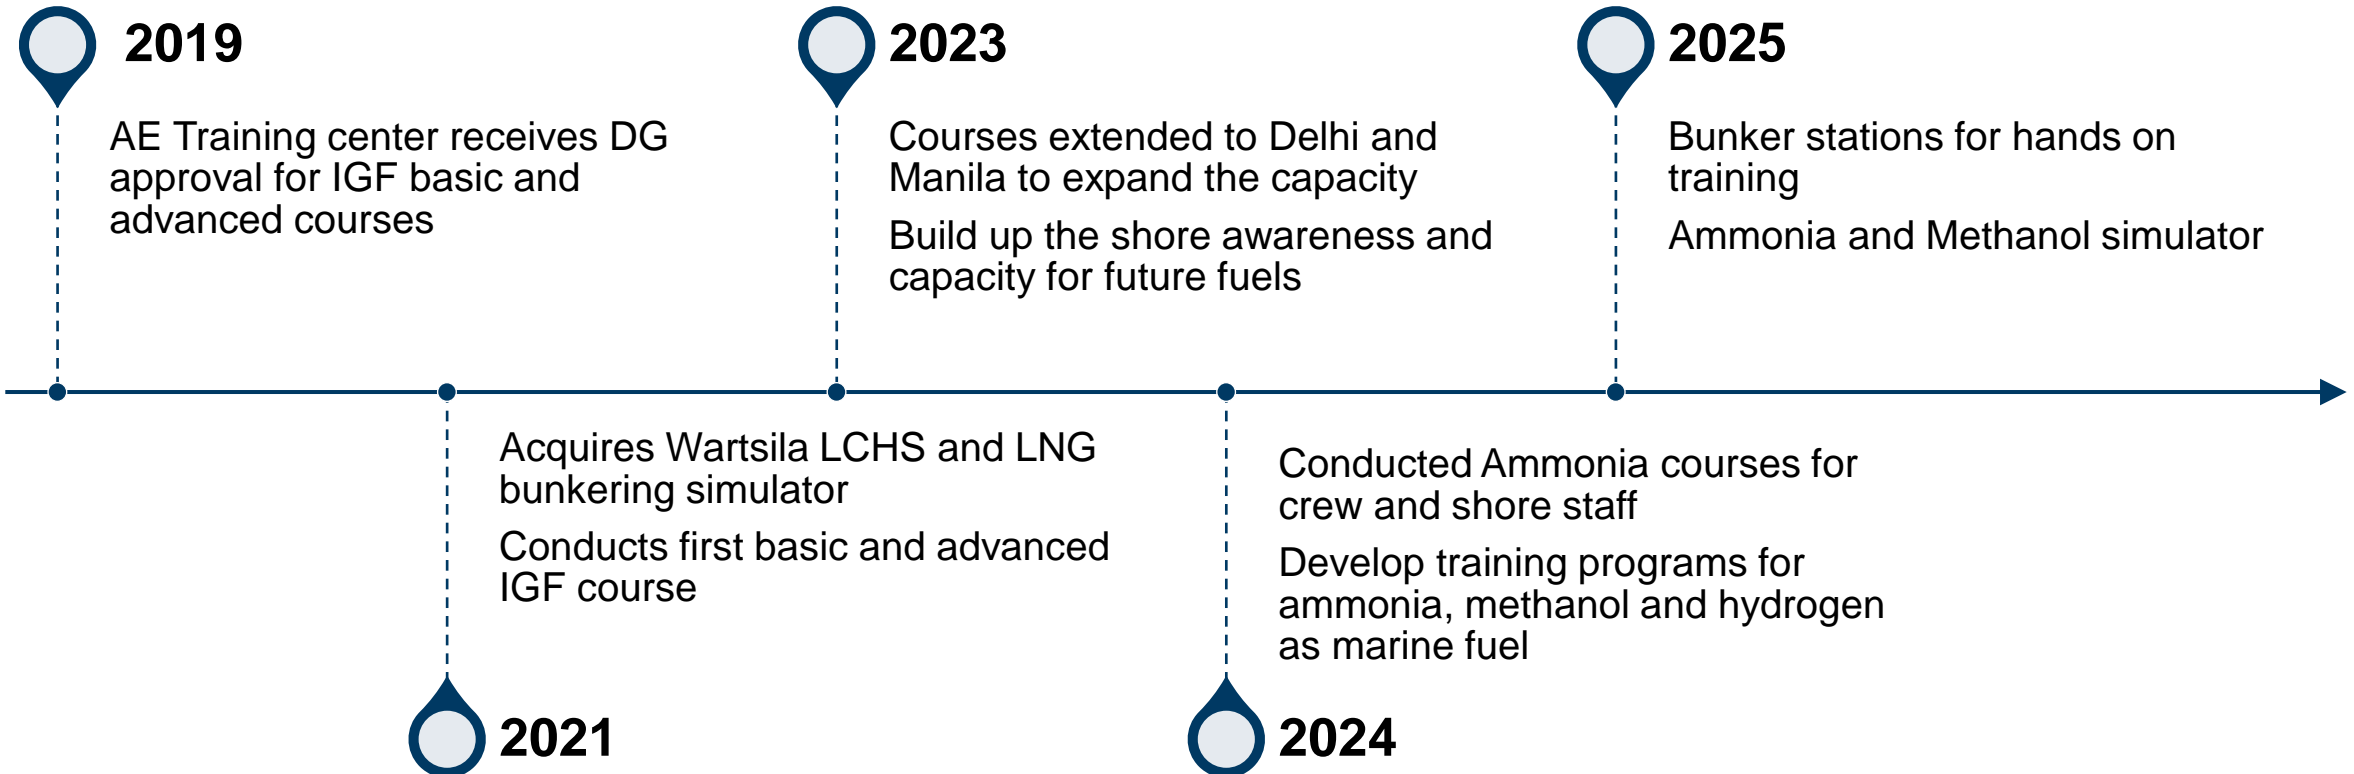 2019
AE Training center receives DG
approval for IGF basic and
advanced courses
2023
Courses extended to Delhi and
Manila to expand the capacity
Build up the shore awareness and
capacity for future fuels
2025
Bunker stations for hands on
training
Ammonia and Methanol simulator
Acquires Wartsila LCHS and LNG
bunkering simulator
Conducts first basic and advanced
IGF course
2021
Conducted Ammonia courses for
crew and shore staff
Develop training programs for
ammonia, methanol and hydrogen
as marine fuel
2024